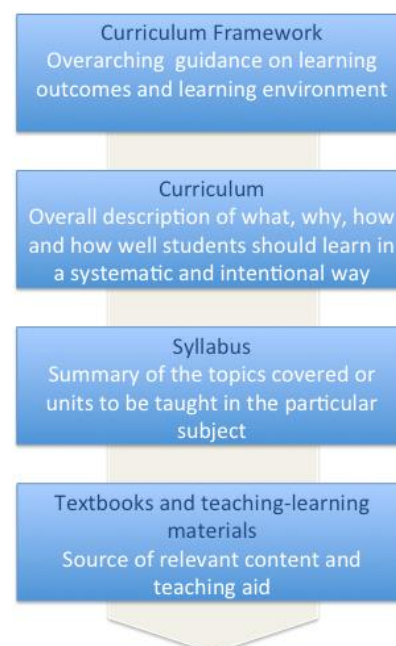 Curriculum Framework
Overarching guidance on learning
outcomes and learning environment
Curriculum
Overall description of what, why, how
and how well students should learn in
a systematic and intentional way
Syllabus
Summary of the topics covered or
units to be taught in the particular
subject
Textbooks and teaching-learning
materials
Source of relevant content and
teaching aid